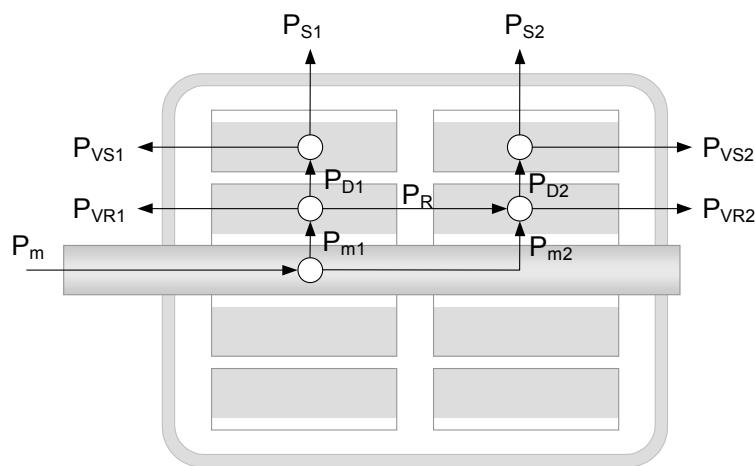 P_S1 P_S2
P_VS1 P_VS2
P_D1 P_D2
P_R
P_VR1 P_VR2
P_m P_m1 P_m2